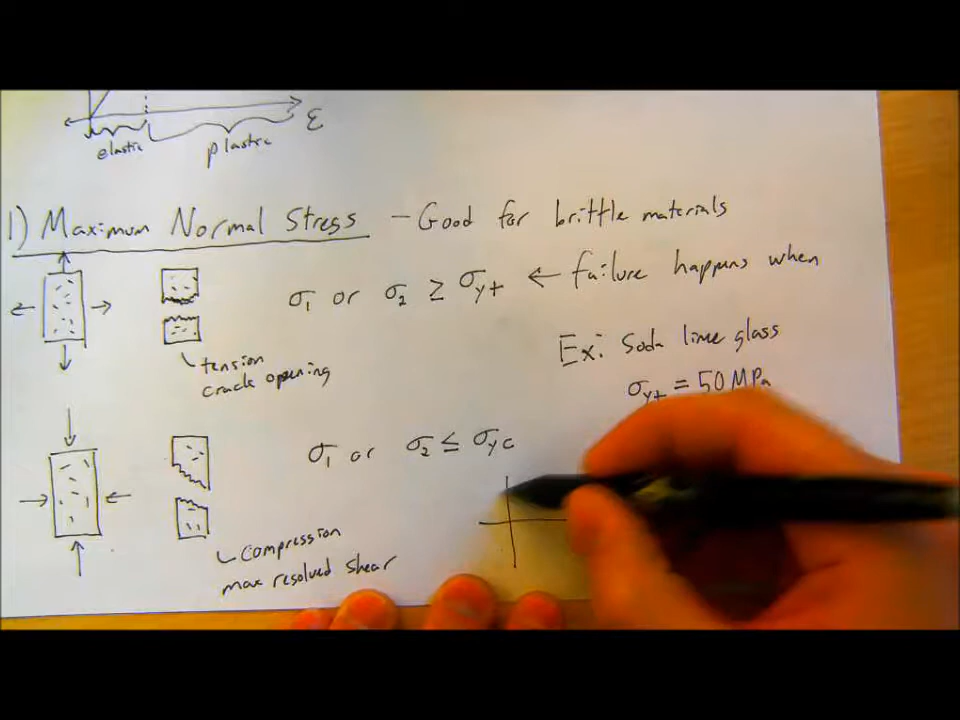 ε
elastic
plastic
1) Maximum Normal Stress - Good for brittle materials
σ1 or σ2 ≥ σy+ ← failure happens when
Ex: Soda lime glass
σy+ = 50 MPa
tension
crack opening
σ1 or σ2 ≤ σyc
Compression
max resolved shear